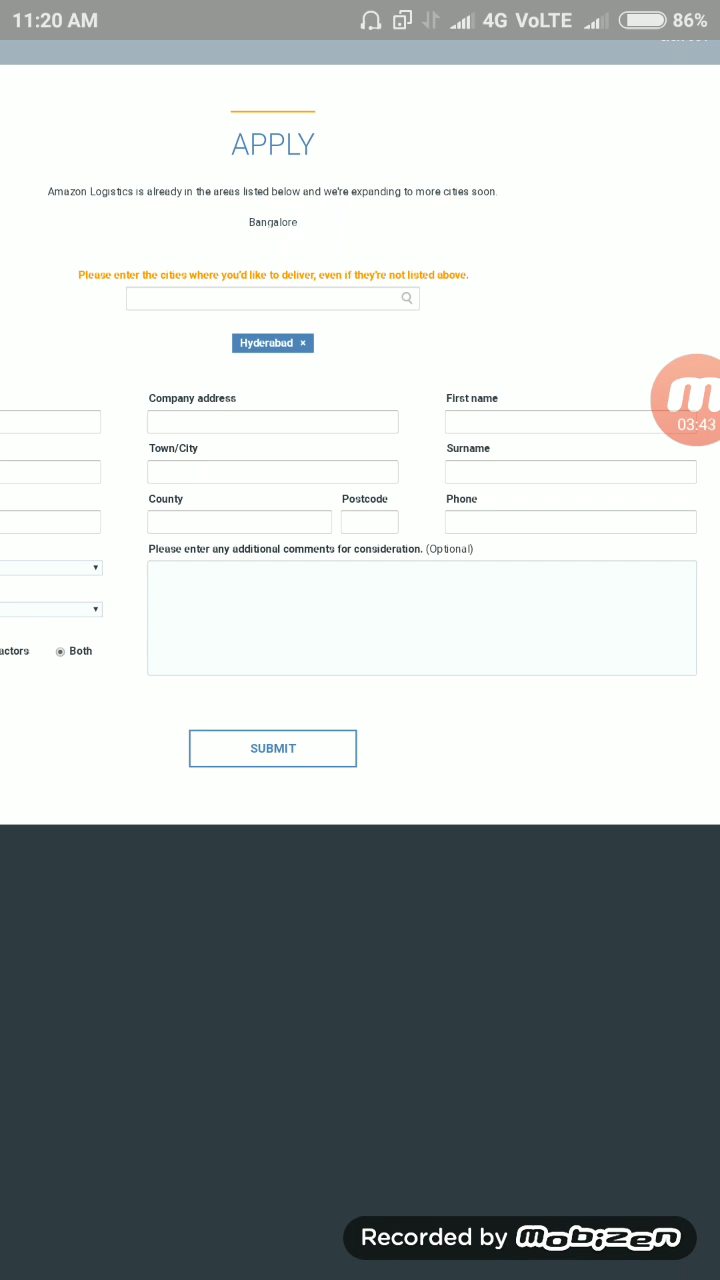 11:20 AM
4G VoLTE
86%
APPLY
Amazon Logistics is already in the areas listed below and we're expanding to more cities soon.
Bangalore
Please enter the cities where you'd like to deliver, even if they're not listed above.
Hyderabad ×
Company address
First name
03:43
Town/City
Surname
County
Postcode
Phone
Please enter any additional comments for consideration. (Optional)
actors
Both
SUBMIT
Recorded by mobizen